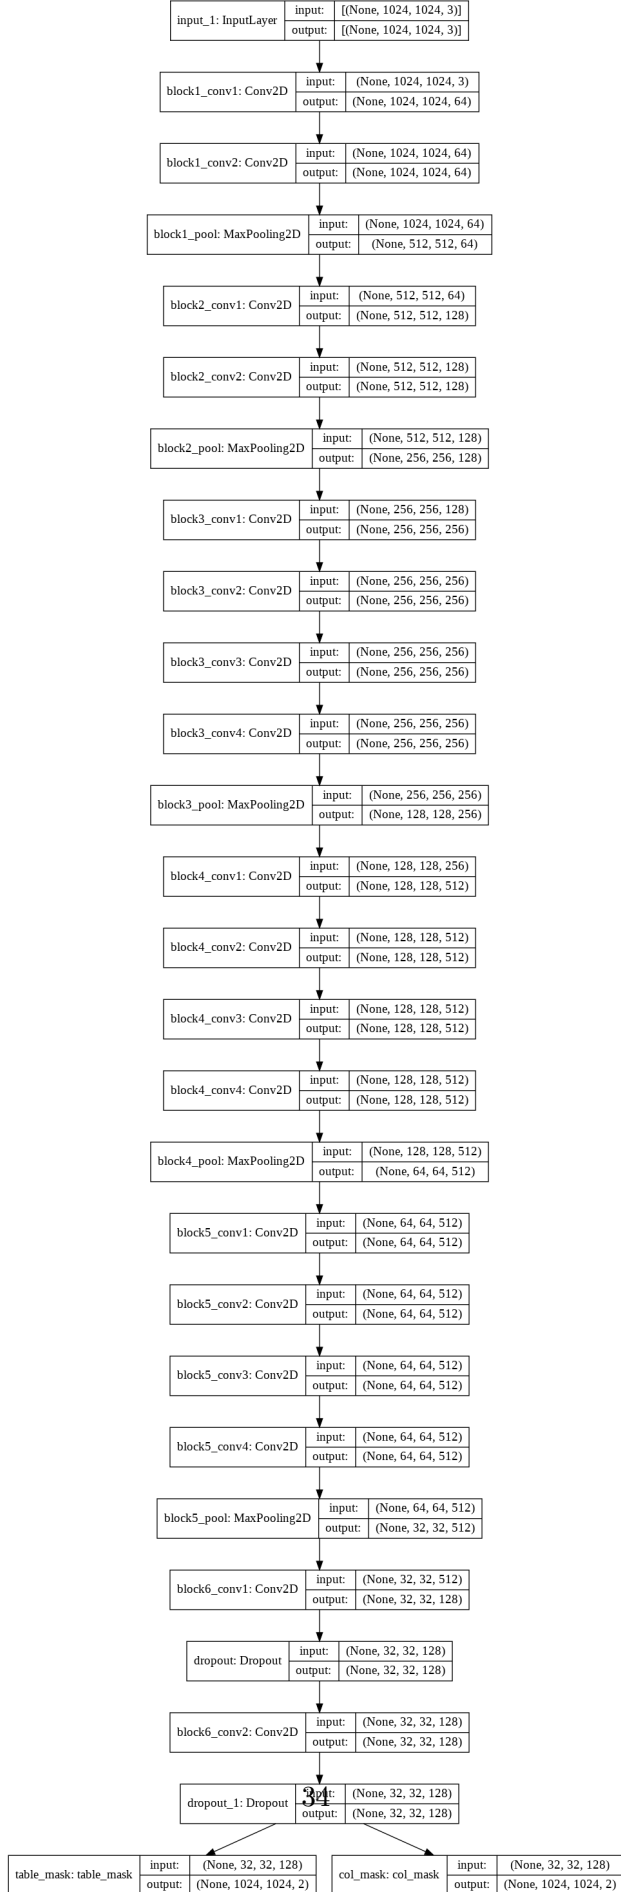 input_1: InputLayer input: [(None, 1024, 1024, 3)]
output: [(None, 1024, 1024, 3)]
block1_conv1: Conv2D input: (None, 1024, 1024, 3)
output: (None, 1024, 1024, 64)
block1_conv2: Conv2D input: (None, 1024, 1024, 64)
output: (None, 1024, 1024, 64)
block1_pool: MaxPooling2D input: (None, 1024, 1024, 64)
output: (None, 512, 512, 64)
block2_conv1: Conv2D input: (None, 512, 512, 64)
output: (None, 512, 512, 128)
block2_conv2: Conv2D input: (None, 512, 512, 128)
output: (None, 512, 512, 128)
block2_pool: MaxPooling2D input: (None, 512, 512, 128)
output: (None, 256, 256, 128)
block3_conv1: Conv2D input: (None, 256, 256, 128)
output: (None, 256, 256, 256)
block3_conv2: Conv2D input: (None, 256, 256, 256)
output: (None, 256, 256, 256)
block3_conv3: Conv2D input: (None, 256, 256, 256)
output: (None, 256, 256, 256)
block3_conv4: Conv2D input: (None, 256, 256, 256)
output: (None, 256, 256, 256)
block3_pool: MaxPooling2D input: (None, 256, 256, 256)
output: (None, 128, 128, 256)
block4_conv1: Conv2D input: (None, 128, 128, 256)
output: (None, 128, 128, 512)
block4_conv2: Conv2D input: (None, 128, 128, 512)
output: (None, 128, 128, 512)
block4_conv3: Conv2D input: (None, 128, 128, 512)
output: (None, 128, 128, 512)
block4_conv4: Conv2D input: (None, 128, 128, 512)
output: (None, 128, 128, 512)
block4_pool: MaxPooling2D input: (None, 128, 128, 512)
output: (None, 64, 64, 512)
block5_conv1: Conv2D input: (None, 64, 64, 512)
output: (None, 64, 64, 512)
block5_conv2: Conv2D input: (None, 64, 64, 512)
output: (None, 64, 64, 512)
block5_conv3: Conv2D input: (None, 64, 64, 512)
output: (None, 64, 64, 512)
block5_conv4: Conv2D input: (None, 64, 64, 512)
output: (None, 64, 64, 512)
block5_pool: MaxPooling2D input: (None, 64, 64, 512)
output: (None, 32, 32, 512)
block6_conv1: Conv2D input: (None, 32, 32, 512)
output: (None, 32, 32, 128)
dropout: Dropout input: (None, 32, 32, 128)
output: (None, 32, 32, 128)
block6_conv2: Conv2D input: (None, 32, 32, 128)
output: (None, 32, 32, 128)
dropout_1: Dropout input: (None, 32, 32, 128)
34
output: (None, 32, 32, 128)
table_mask: table_mask input: (None, 32, 32, 128)
output: (None, 1024, 1024, 2)
col_mask: col_mask input: (None, 32, 32, 128)
output: (None, 1024, 1024, 2)